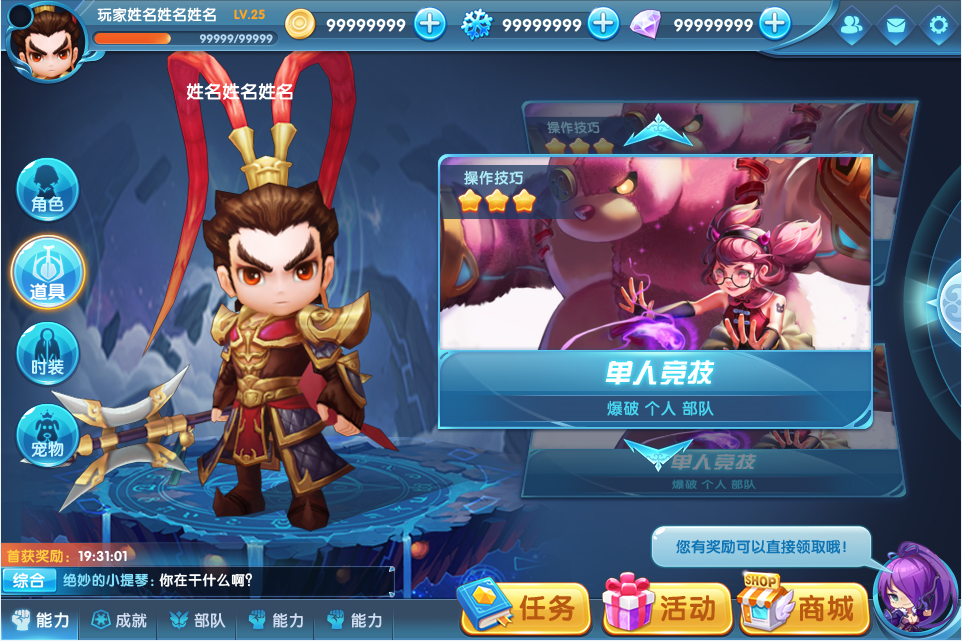 玩家姓名姓名姓名
LV.25
99999/99999
99999999
99999999
99999999
姓名姓名姓名
操作技巧
操作技巧
角色
道具
时装
宠物
单人竞技
爆破 个人 部队
单人竞技
爆破 个人 部队
您有奖励可以直接领取哦!
首获奖励: 19:31:01
综合 绝妙的小提琴: 你在干什么啊?
能力 成就 部队 能力 能力
任务
活动
SHOP
商城